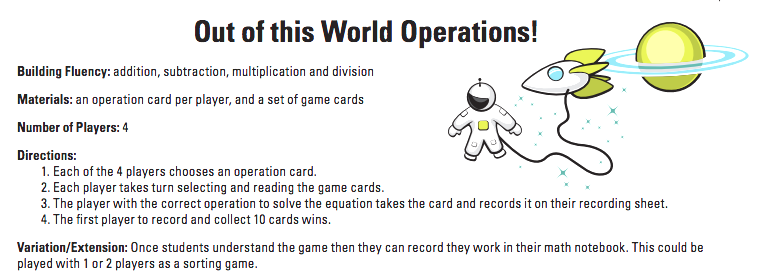 Out of this World Operations!
Building Fluency: addition, subtraction, multiplication and division
Materials: an operation card per player, and a set of game cards
Number of Players: 4
Directions:
1. Each of the 4 players chooses an operation card.
2. Each player takes turn selecting and reading the game cards.
3. The player with the correct operation to solve the equation takes the card and records it on their recording sheet.
4. The first player to record and collect 10 cards wins.
Variation/Extension: Once students understand the game then they can record they work in their math notebook. This could be
played with 1 or 2 players as a sorting game.